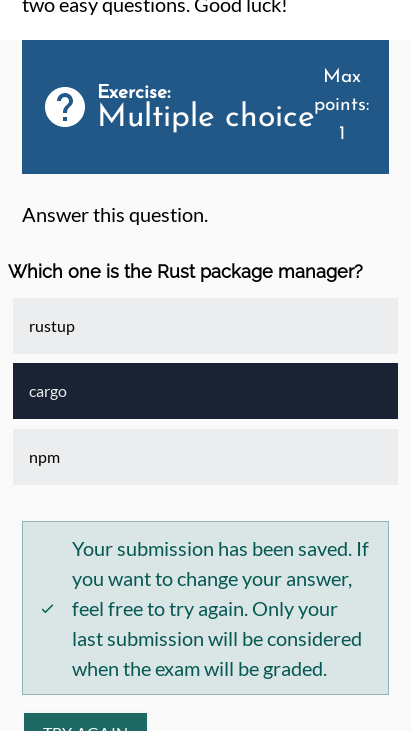 two easy questions. Good luck!
Exercise:
Multiple choice
Max
points:
1
Answer this question.
Which one is the Rust package manager?
rustup
cargo
npm
Your submission has been saved. If
you want to change your answer,
feel free to try again. Only your
last submission will be considered
when the exam will be graded.
TRY AGAIN